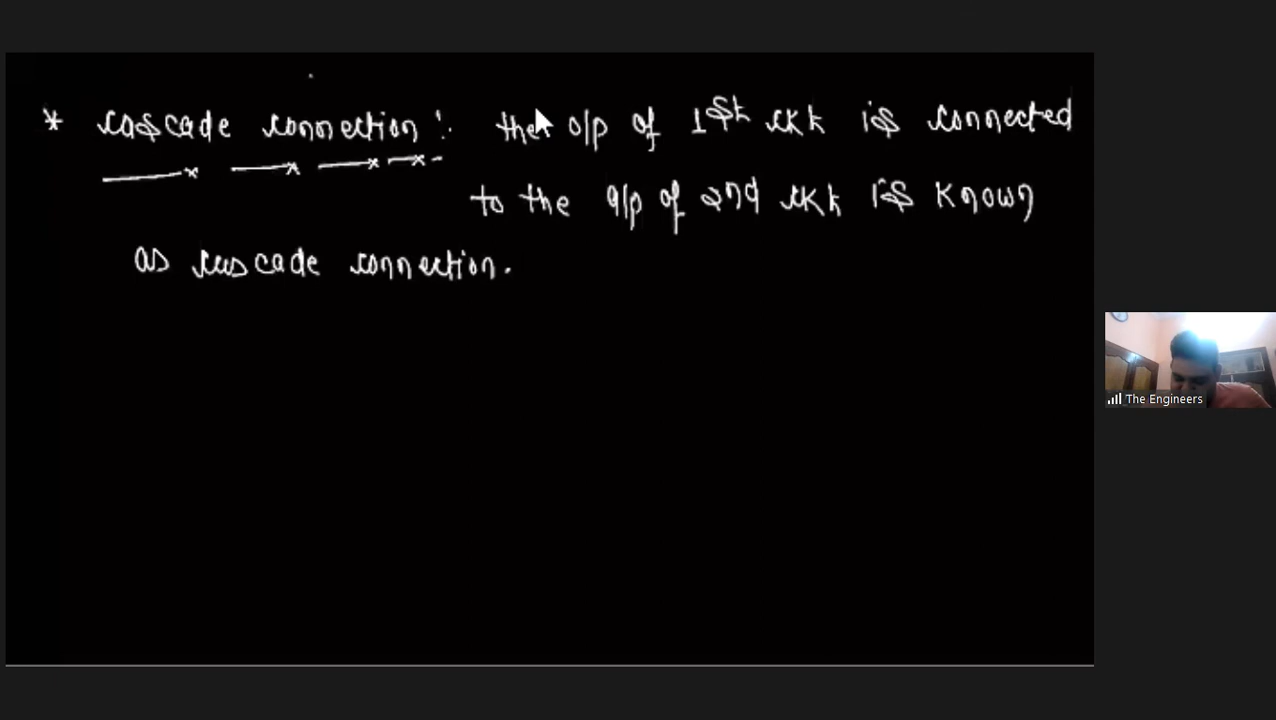 * cascade connection : the o/p of 1st ckt is connected
to the i/p of 2nd ckt is known
as cascade connection.
The Engineers